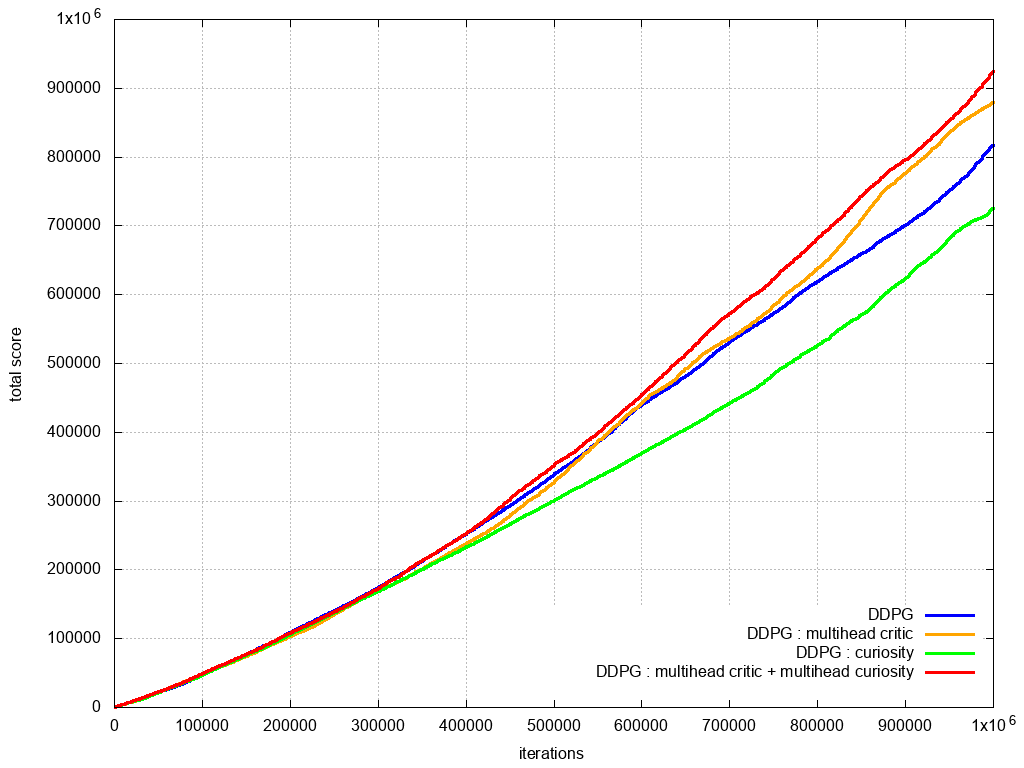 1x10^6
900000
800000
700000
600000
500000
400000
300000
200000
100000
0
total score
DDPG
DDPG : multihead critic
DDPG : curiosity
DDPG : multihead critic + multihead curiosity
0 100000 200000 300000 400000 500000 600000 700000 800000 900000 1x10^6
iterations